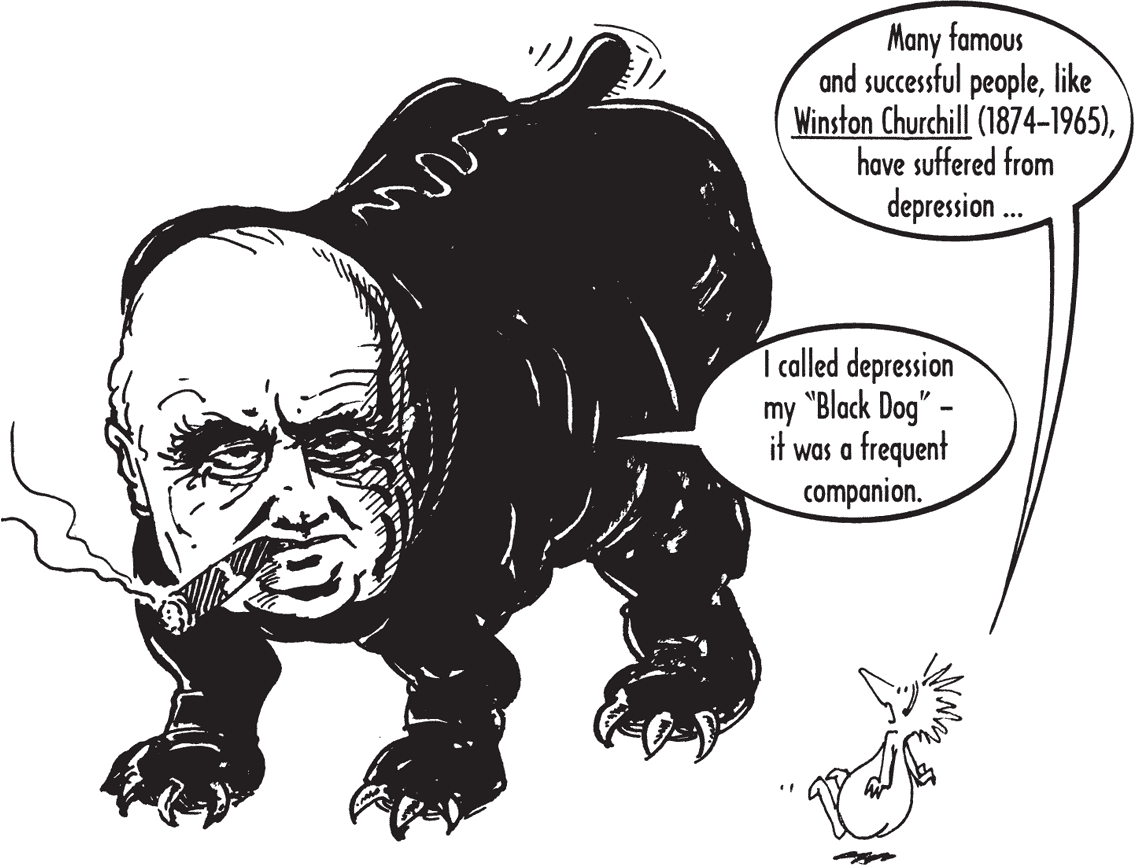 Many famous
and successful people, like
Winston Churchill (1874–1965),
have suffered from
depression ...
I called depression
my “Black Dog” –
it was a frequent
companion.